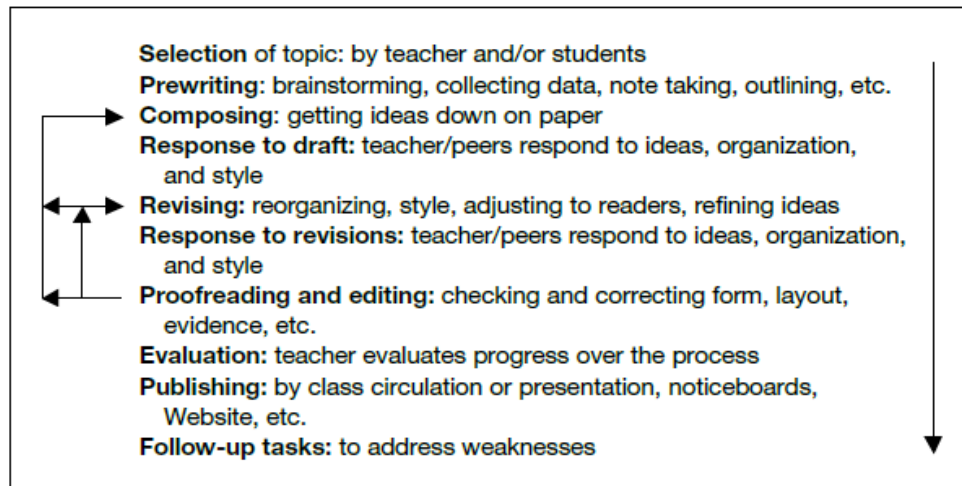 Selection of topic: by teacher and/or students
Prewriting: brainstorming, collecting data, note taking, outlining, etc.
Composing: getting ideas down on paper
Response to draft: teacher/peers respond to ideas, organization,
and style
Revising: reorganizing, style, adjusting to readers, refining ideas
Response to revisions: teacher/peers respond to ideas, organization,
and style
Proofreading and editing: checking and correcting form, layout,
evidence, etc.
Evaluation: teacher evaluates progress over the process
Publishing: by class circulation or presentation, noticeboards,
Website, etc.
Follow-up tasks: to address weaknesses